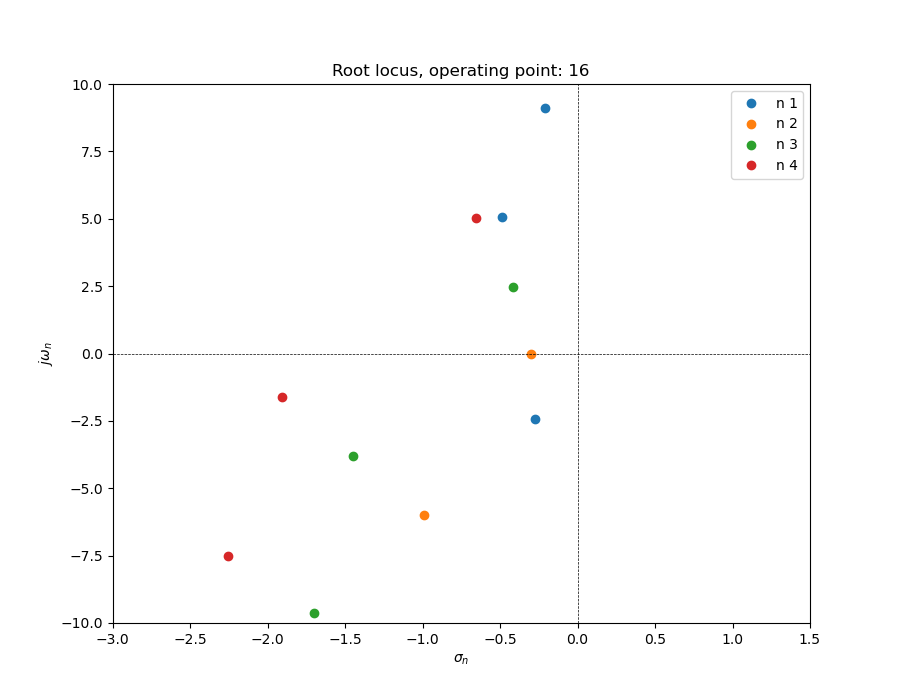 Root locus, operating point: 16
10.0
7.5
5.0
2.5
0.0
−2.5
−5.0
−7.5
−10.0
jωₙ
n 1
n 2
n 3
n 4
−3.0 −2.5 −2.0 −1.5 −1.0 −0.5 0.0 0.5 1.0 1.5
σₙ